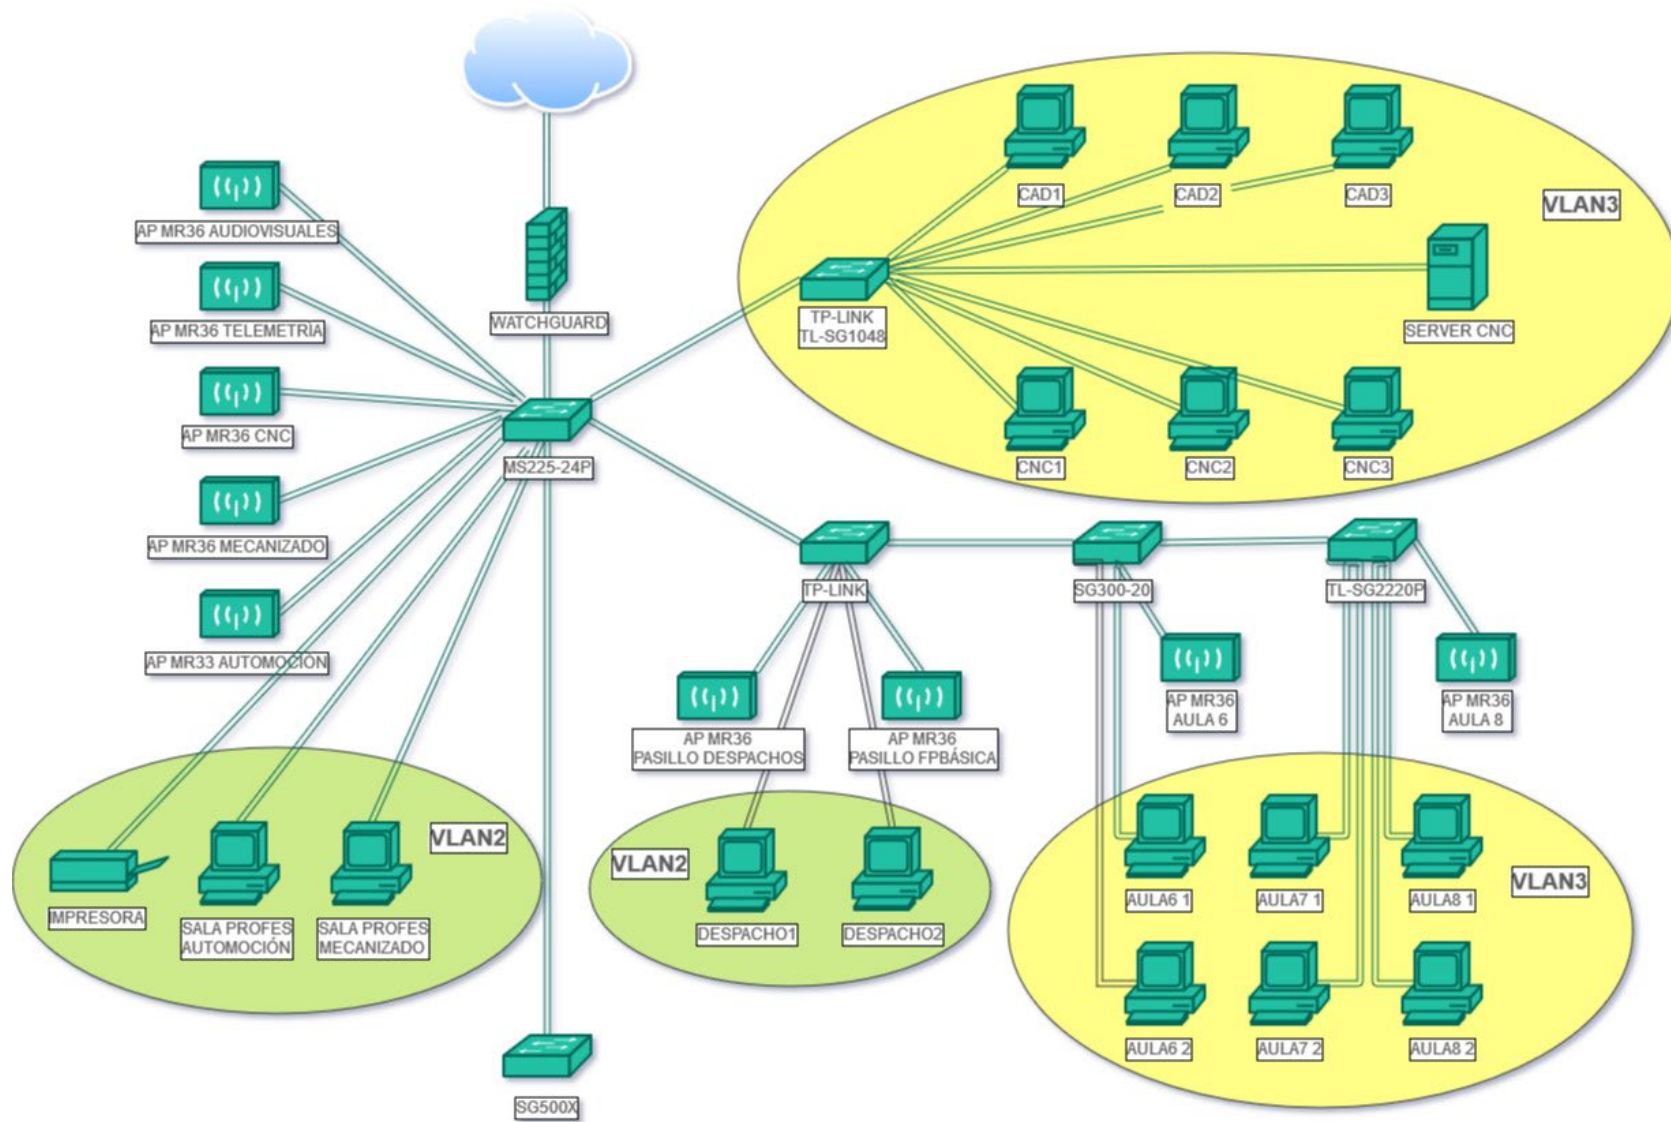 AP MR36 AUDIOVISUALES
AP MR36 TELEMETRÍA
AP MR36 CNC
AP MR36 MECANIZADO
AP MR33 AUTOMOCIÓN
WATCHGUARD
MS225-24P
TP-LINK
TL-SG1048
CAD1
CAD2
CAD3
VLAN3
SERVER CNC
CNC1
CNC2
CNC3
TP-LINK
SG300-20
TL-SG2220P
AP MR36
PASILLO DESPACHOS
AP MR36
PASILLO FPBÁSICA
AP MR36
AULA 6
AP MR36
AULA 8
VLAN2
IMPRESORA
SALA PROFES
AUTOMOCIÓN
SALA PROFES
MECANIZADO
VLAN2
DESPACHO1
DESPACHO2
VLAN3
AULA6 1
AULA7 1
AULA8 1
AULA6 2
AULA7 2
AULA8 2
SG500X